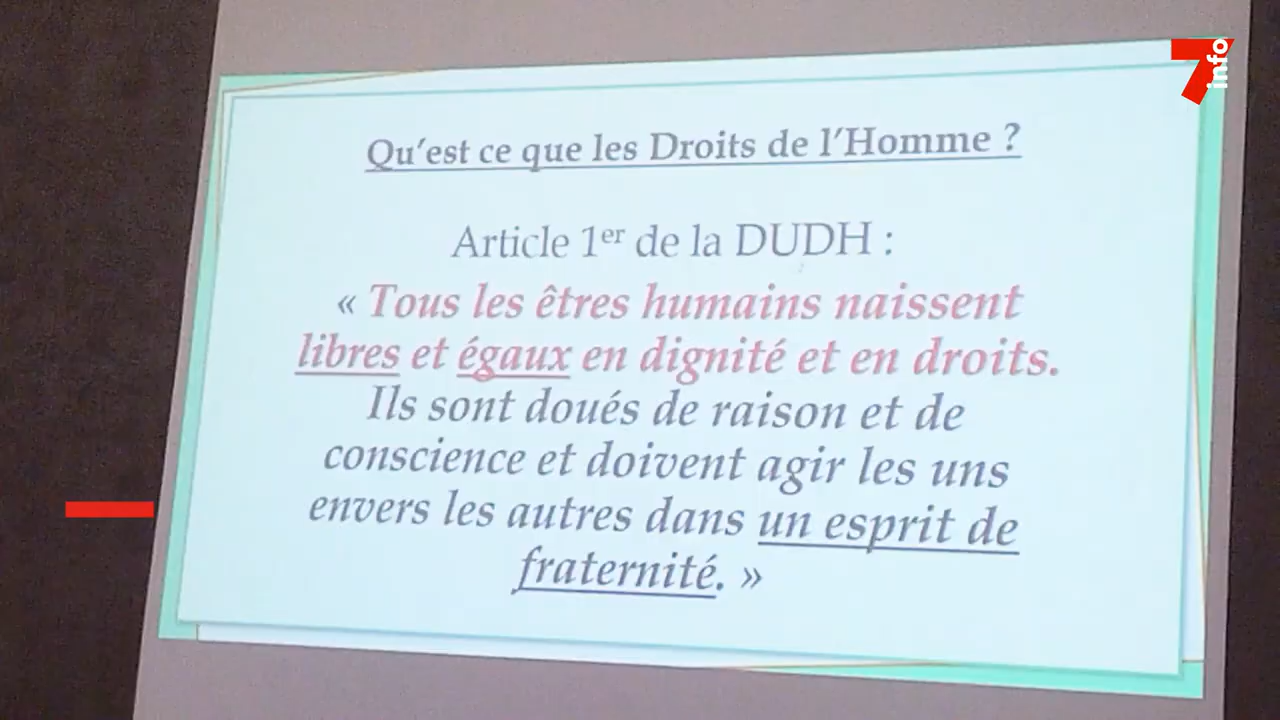 7info
Qu'est ce que les Droits de l'Homme ?
Article 1er de la DUDH :
« Tous les êtres humains naissent
libres et égaux en dignité et en droits.
Ils sont doués de raison et de
conscience et doivent agir les uns
envers les autres dans un esprit de
fraternité. »